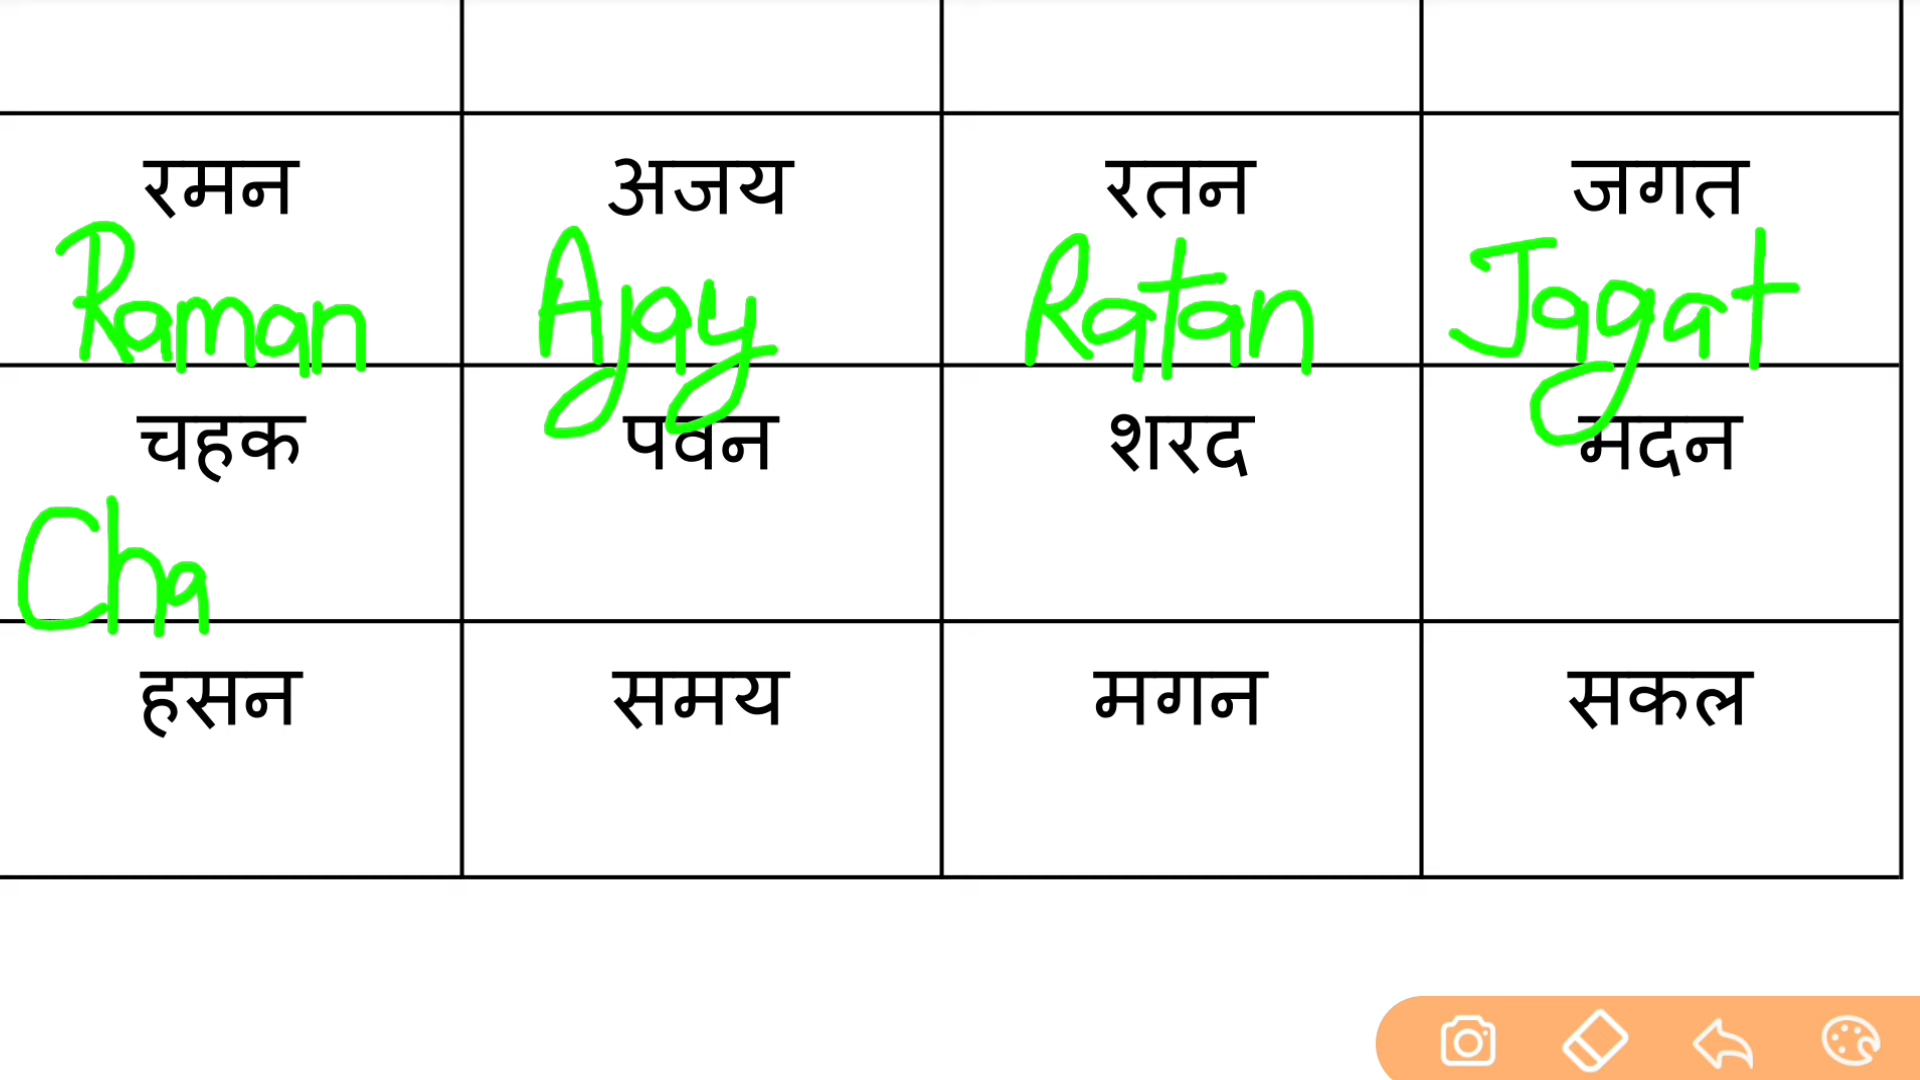 रमन अजय रतन जगत
Raman Ajay Ratan Jagat
चहक पवन शरद मदन
Cha
हसन समय मगन सकल